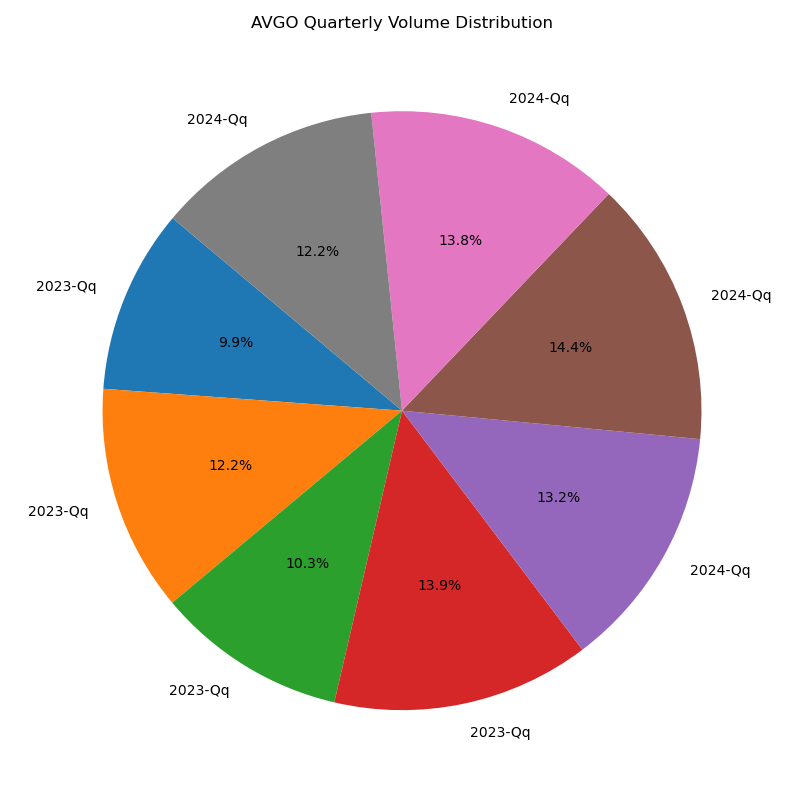 AVGO Quarterly Volume Distribution
2024-Qq
2024-Qq
13.8%
12.2%
2023-Qq
9.9%
2024-Qq
14.4%
12.2%
2023-Qq
13.2%
2024-Qq
10.3%
13.9%
2023-Qq
2023-Qq